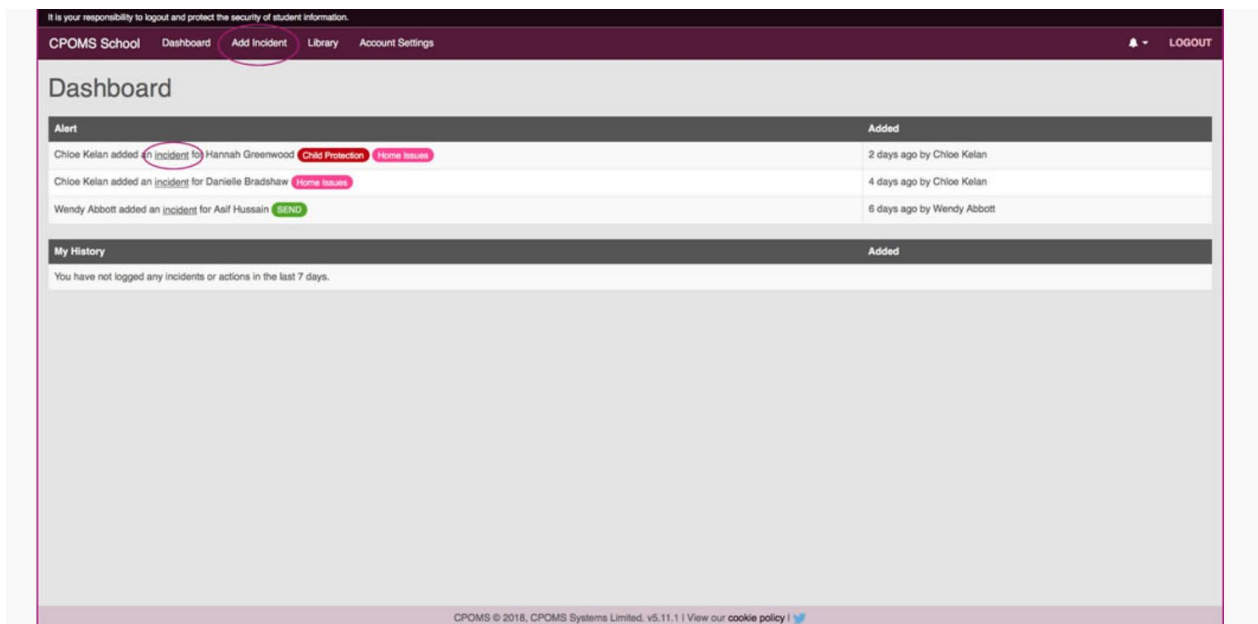 It is your responsibility to logout and protect the security of student information.
CPOMS School Dashboard Add Incident Library Account Settings LOGOUT
Dashboard
Alert Added
Chloe Kelan added an incident for Hannah Greenwood Child Protection Home Issues 2 days ago by Chloe Kelan
Chloe Kelan added an incident for Danielle Bradshaw Home Issues 4 days ago by Chloe Kelan
Wendy Abbott added an incident for Asif Hussain SEND 6 days ago by Wendy Abbott
My History Added
You have not logged any incidents or actions in the last 7 days.
CPOMS © 2018, CPOMS Systems Limited. v5.11.1 | View our cookie policy |